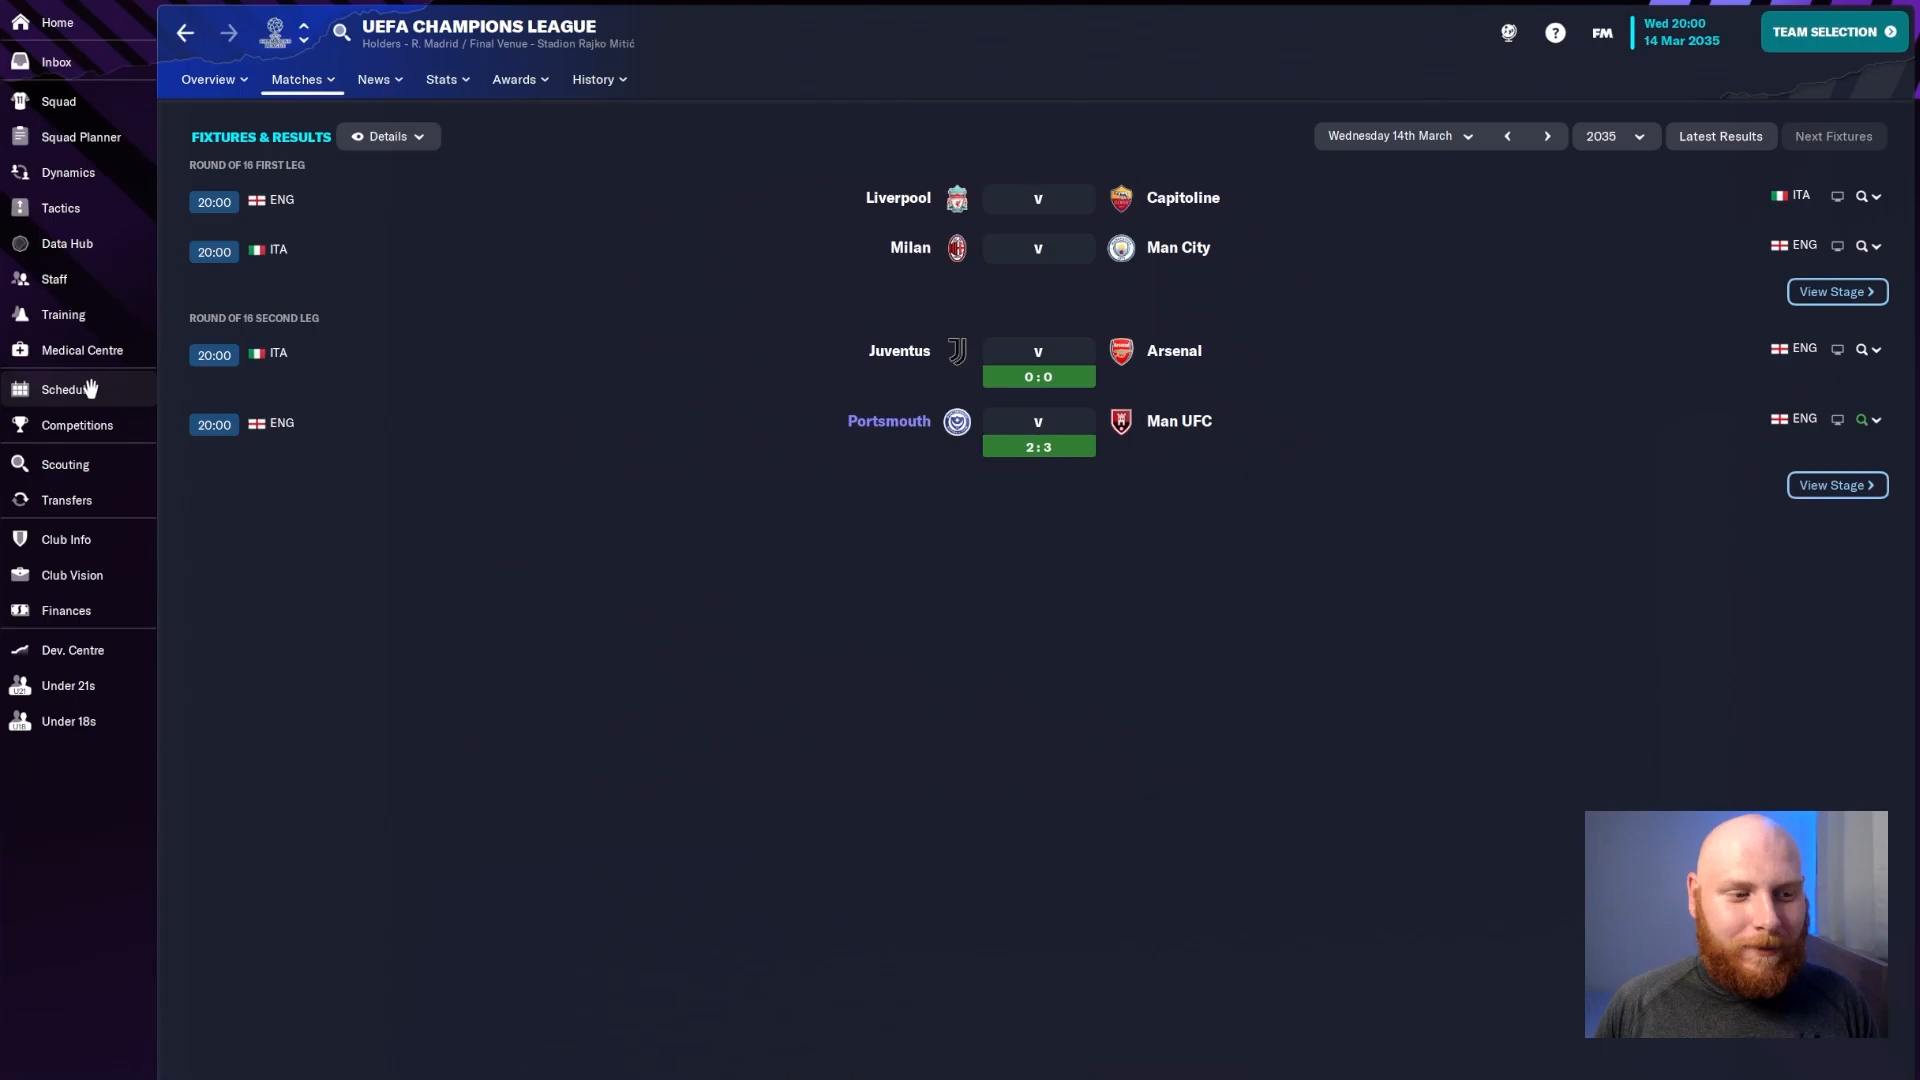 Home
Inbox
Squad
Squad Planner
Dynamics
Tactics
Data Hub
Staff
Training
Medical Centre
Schedu
Competitions
Scouting
Transfers
Club Info
Club Vision
Finances
Dev. Centre
U21 Under 21s
U18 Under 18s
UEFA CHAMPIONS LEAGUE
Holders - R. Madrid / Final Venue - Stadion Rajko Mitić
FM
Wed 20:00
14 Mar 2035
TEAM SELECTION
Overview Matches News Stats Awards History
FIXTURES & RESULTS Details Wednesday 14th March 2035 Latest Results Next Fixtures
ROUND OF 16 FIRST LEG
20:00 ENG Liverpool v Capitoline ITA
20:00 ITA Milan v Man City ENG
View Stage
ROUND OF 16 SECOND LEG
20:00 ITA Juventus v Arsenal ENG
0 : 0
20:00 ENG Portsmouth v Man UFC ENG
2 : 3
View Stage